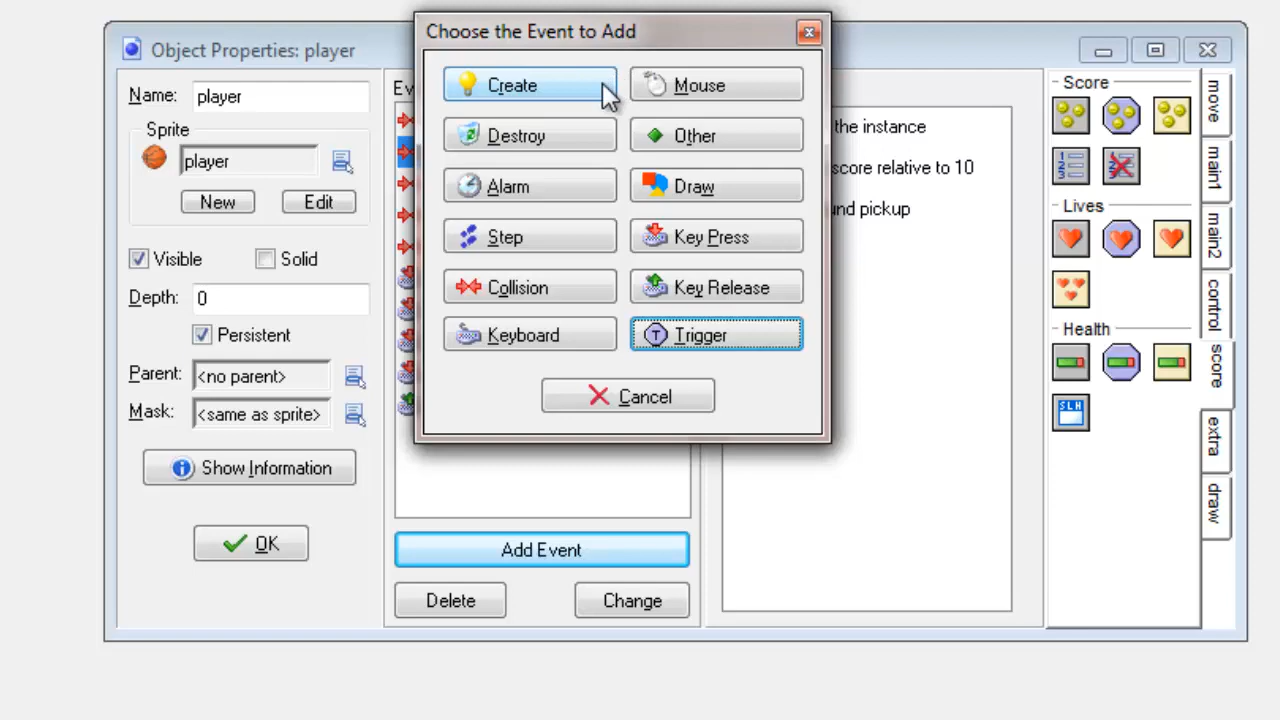 Choose the Event to Add
Object Properties: player
Name: player
Sprite
player
New Edit
Visible Solid
Depth: 0
Persistent
Parent: <no parent>
Mask: <same as sprite>
Show Information
OK
Create Mouse
Destroy Other
Alarm Draw
Step Key Press
Collision Key Release
Keyboard Trigger
Cancel
Add Event
Delete Change
the instance
score relative to 10
pickup
Score
Lives
Health
move
main1
main2
control
score
extra
draw